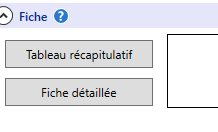 Fiche ?
Tableau récapitulatif
Fiche détaillée